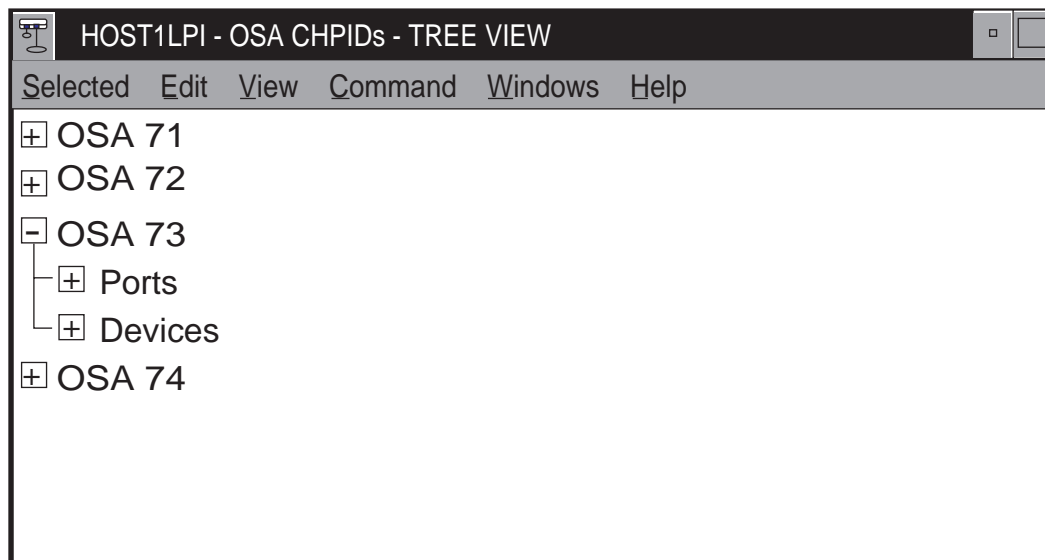 HOST1LPI - OSA CHPIDs - TREE VIEW
Selected Edit View Command Windows Help
OSA 71
OSA 72
OSA 73
Ports
Devices
OSA 74